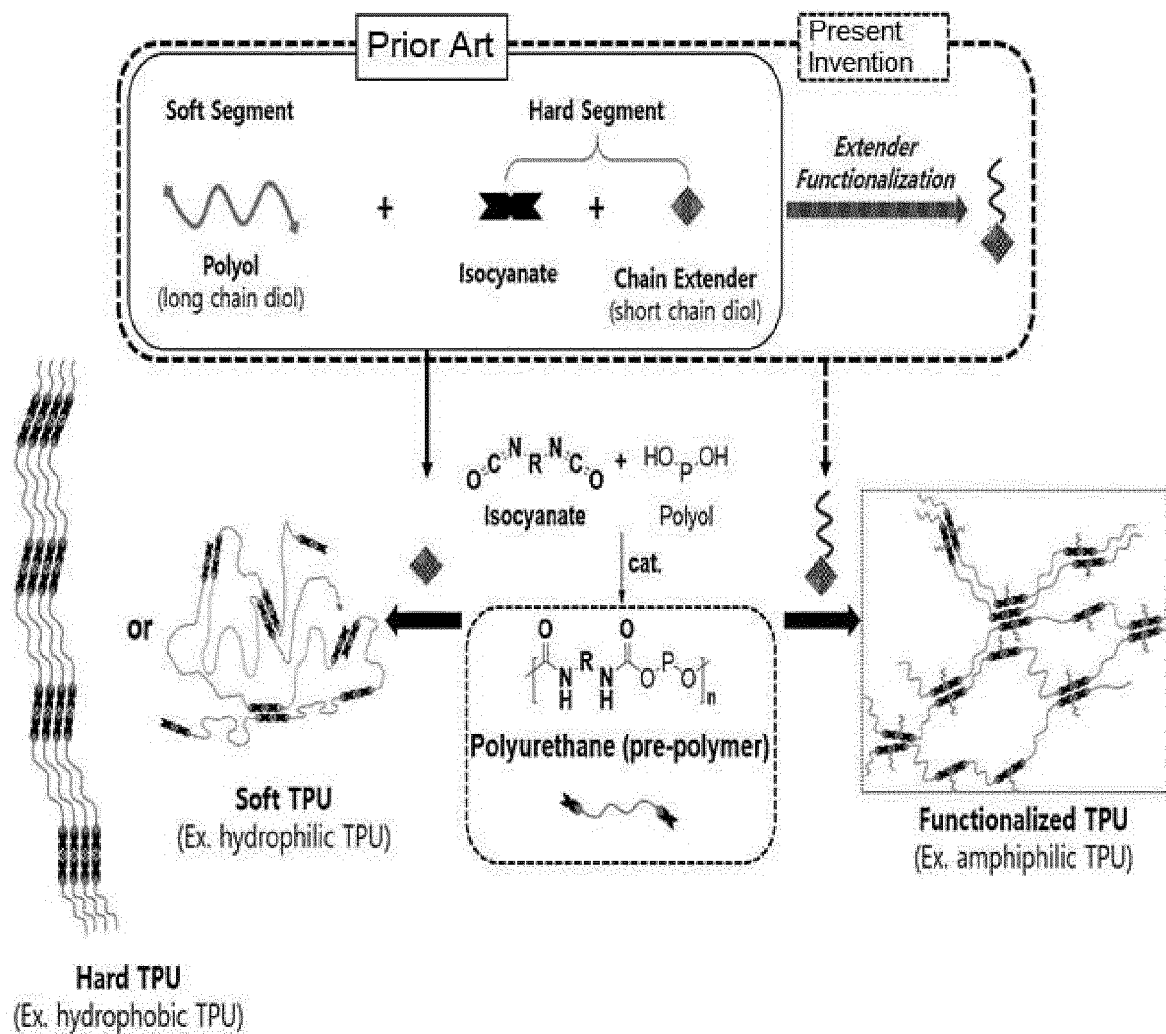 Prior Art
Present
Invention
Soft Segment
Hard Segment
Extender
Functionalization
+
+
Polyol
(long chain diol)
Isocyanate
Chain Extender
(short chain diol)
O C N R N C O + HO P OH
Isocyanate
Polyol
cat.
or
O O
N R N O P O n
H H
Polyurethane (pre-polymer)
Soft TPU
(Ex. hydrophilic TPU)
Functionalized TPU
(Ex. amphiphilic TPU)
Hard TPU
(Ex. hydrophobic TPU)